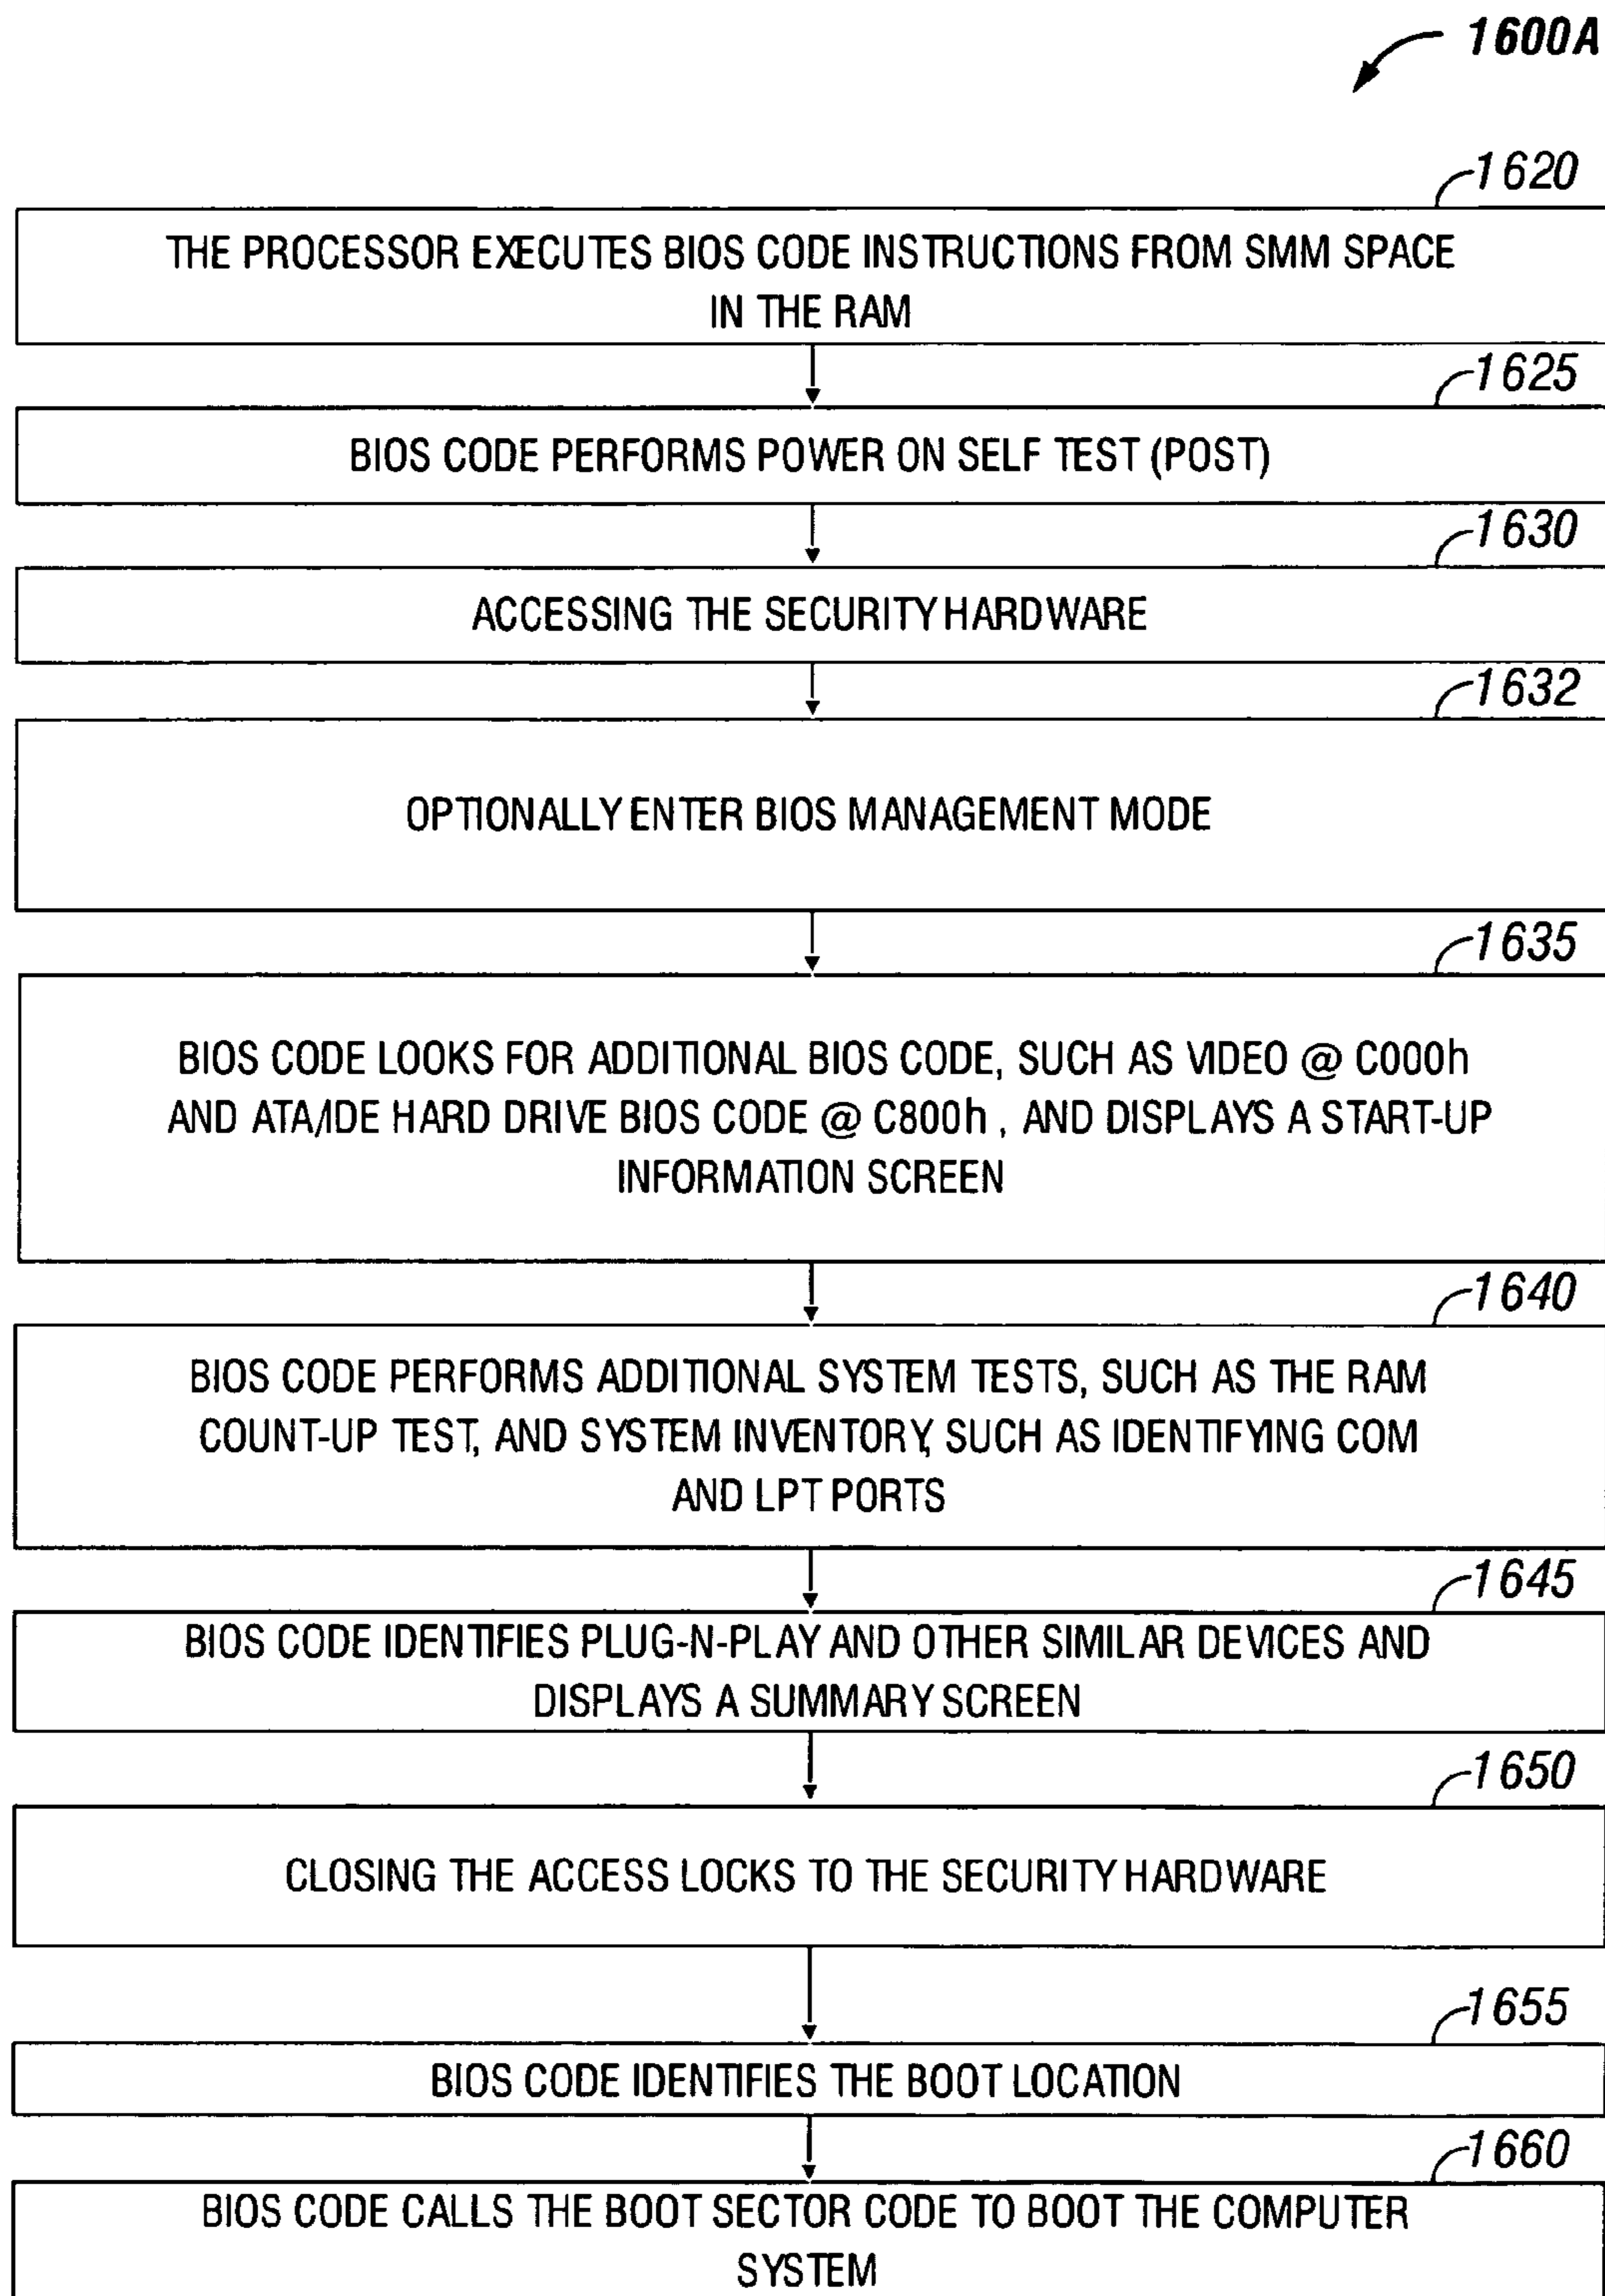 1600A
1620
THE PROCESSOR EXECUTES BIOS CODE INSTRUCTIONS FROM SMM SPACE
IN THE RAM
1625
BIOS CODE PERFORMS POWER ON SELF TEST (POST)
1630
ACCESSING THE SECURITY HARDWARE
1632
OPTIONALLY ENTER BIOS MANAGEMENT MODE
1635
BIOS CODE LOOKS FOR ADDITIONAL BIOS CODE, SUCH AS VIDEO @ C000h
AND ATA/IDE HARD DRIVE BIOS CODE @ C800h, AND DISPLAYS A START-UP
INFORMATION SCREEN
1640
BIOS CODE PERFORMS ADDITIONAL SYSTEM TESTS, SUCH AS THE RAM
COUNT-UP TEST, AND SYSTEM INVENTORY, SUCH AS IDENTIFYING COM
AND LPT PORTS
1645
BIOS CODE IDENTIFIES PLUG-N-PLAY AND OTHER SIMILAR DEVICES AND
DISPLAYS A SUMMARY SCREEN
1650
CLOSING THE ACCESS LOCKS TO THE SECURITY HARDWARE
1655
BIOS CODE IDENTIFIES THE BOOT LOCATION
1660
BIOS CODE CALLS THE BOOT SECTOR CODE TO BOOT THE COMPUTER
SYSTEM